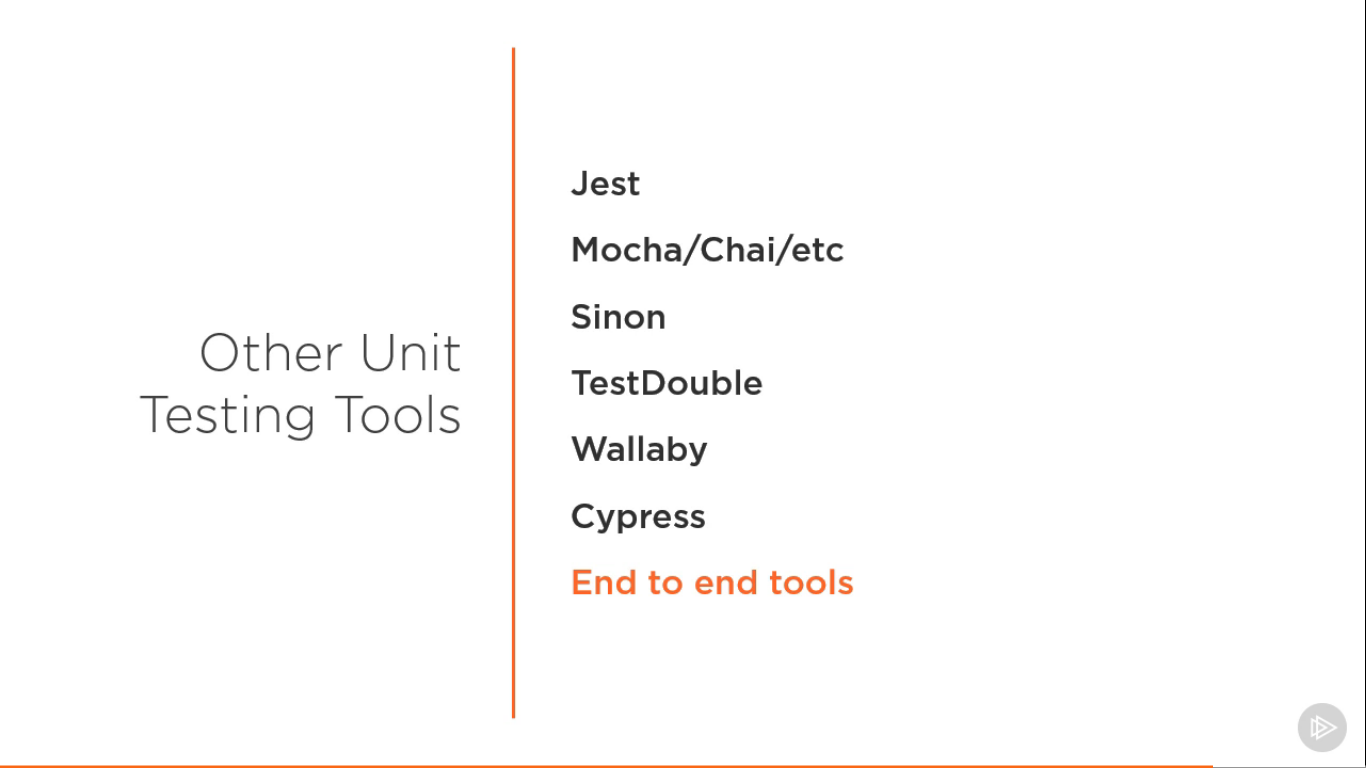 Other Unit
Testing Tools
Jest
Mocha/Chai/etc
Sinon
TestDouble
Wallaby
Cypress
End to end tools